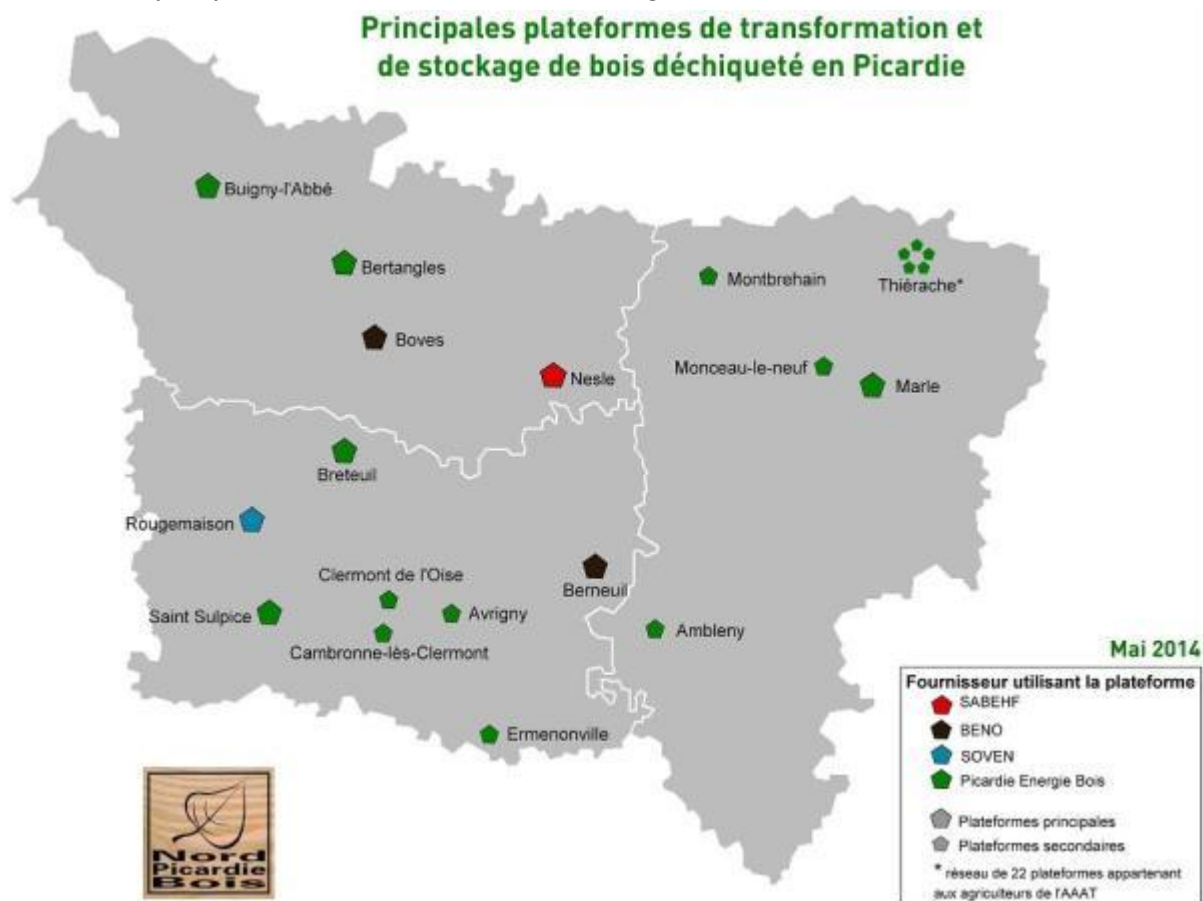 Principales plateformes de transformation et
de stockage de bois déchiqueté en Picardie
Buigny-l'Abbé
Bertangles
Boves
Nesle
Montbrehain
Thiérache*
Monceau-le-neuf
Marle
Breteuil
Rougemaison
Clermont de l'Oise
Berneuil
Saint Sulpice
Avrigny
Cambronne-lès-Clermont
Ambleny
Ermenonville
Mai 2014
Fournisseur utilisant la plateforme
SABEHF
BENO
SOVEN
Picardie Energie Bois
Plateformes principales
Plateformes secondaires
* réseau de 22 plateformes appartenant
aux agriculteurs de l'AAAT
Nord
Picardie
Bois